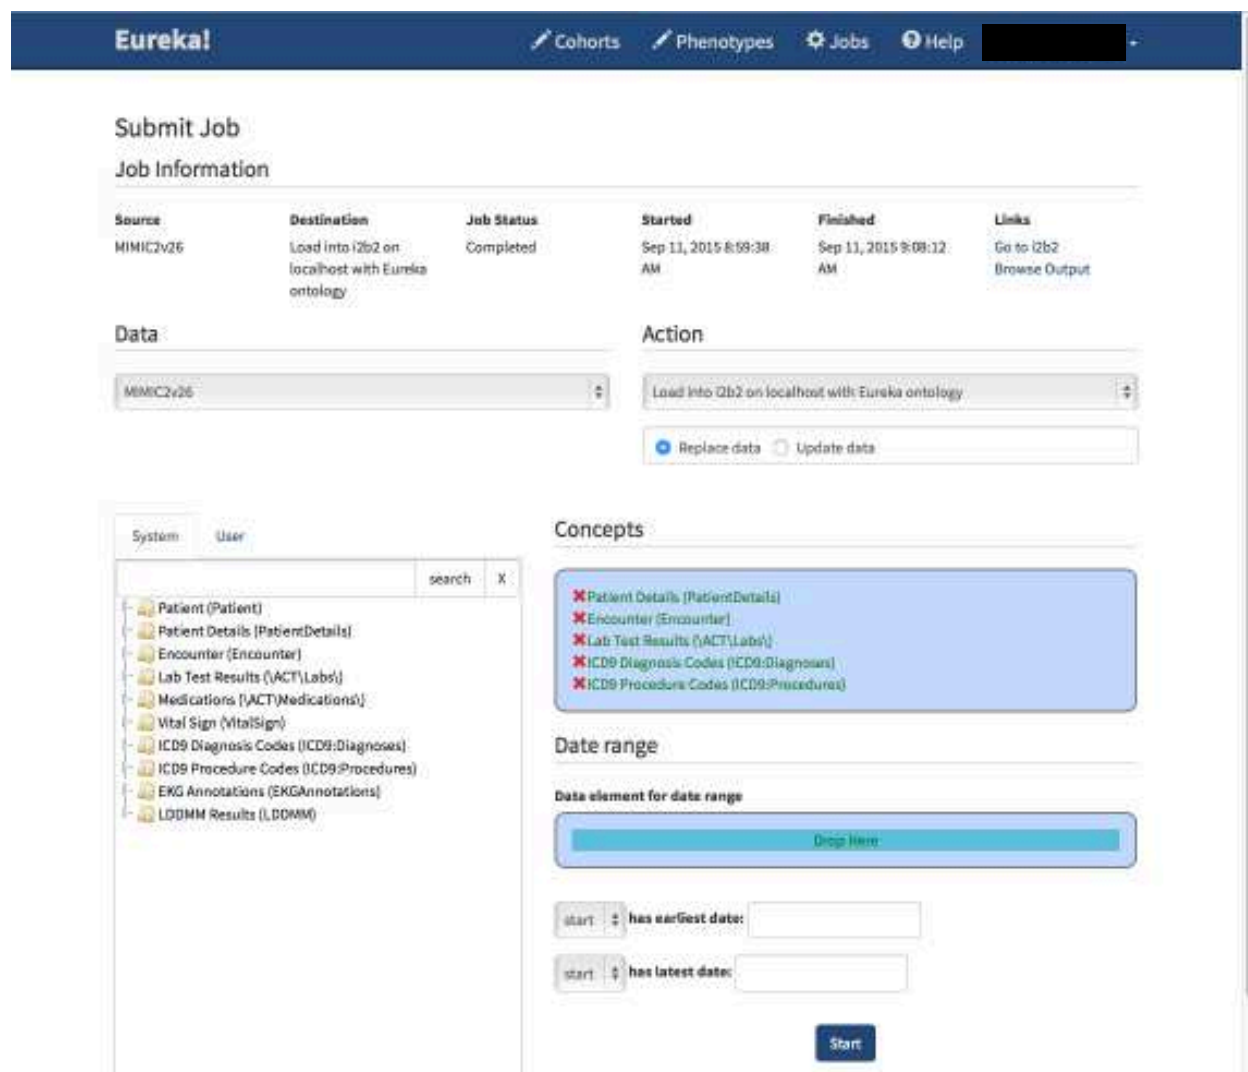 Eureka!
Cohorts Phenotypes Jobs Help
Submit Job
Job Information
Source Destination Job Status Started Finished Links
MIMIC2v26 Load into i2b2 on Completed Sep 11, 2015 8:59:38 Sep 11, 2015 9:08:12 Go to i2b2
localhost with Eureka AM AM Browse Output
ontology
Data Action
MIMIC2v26 Load into i2b2 on localhost with Eureka ontology
Replace data Update data
System User
search X
Patient (Patient)
Patient Details (PatientDetails)
Encounter (Encounter)
Lab Test Results (\ACT\Labs\)
Medications (\ACT\Medications\)
Vital Sign (VitalSign)
ICD9 Diagnosis Codes (ICD9:Diagnoses)
ICD9 Procedure Codes (ICD9:Procedures)
EKG Annotations (EKGAnnotations)
LDDMM Results (LDDMM)
Concepts
Patient Details (PatientDetails)
Encounter (Encounter)
Lab Test Results (\ACT\Labs\)
ICD9 Diagnosis Codes (ICD9:Diagnoses)
ICD9 Procedure Codes (ICD9:Procedures)
Date range
Data element for date range
Drop Here
start has earliest date:
start has latest date:
Start